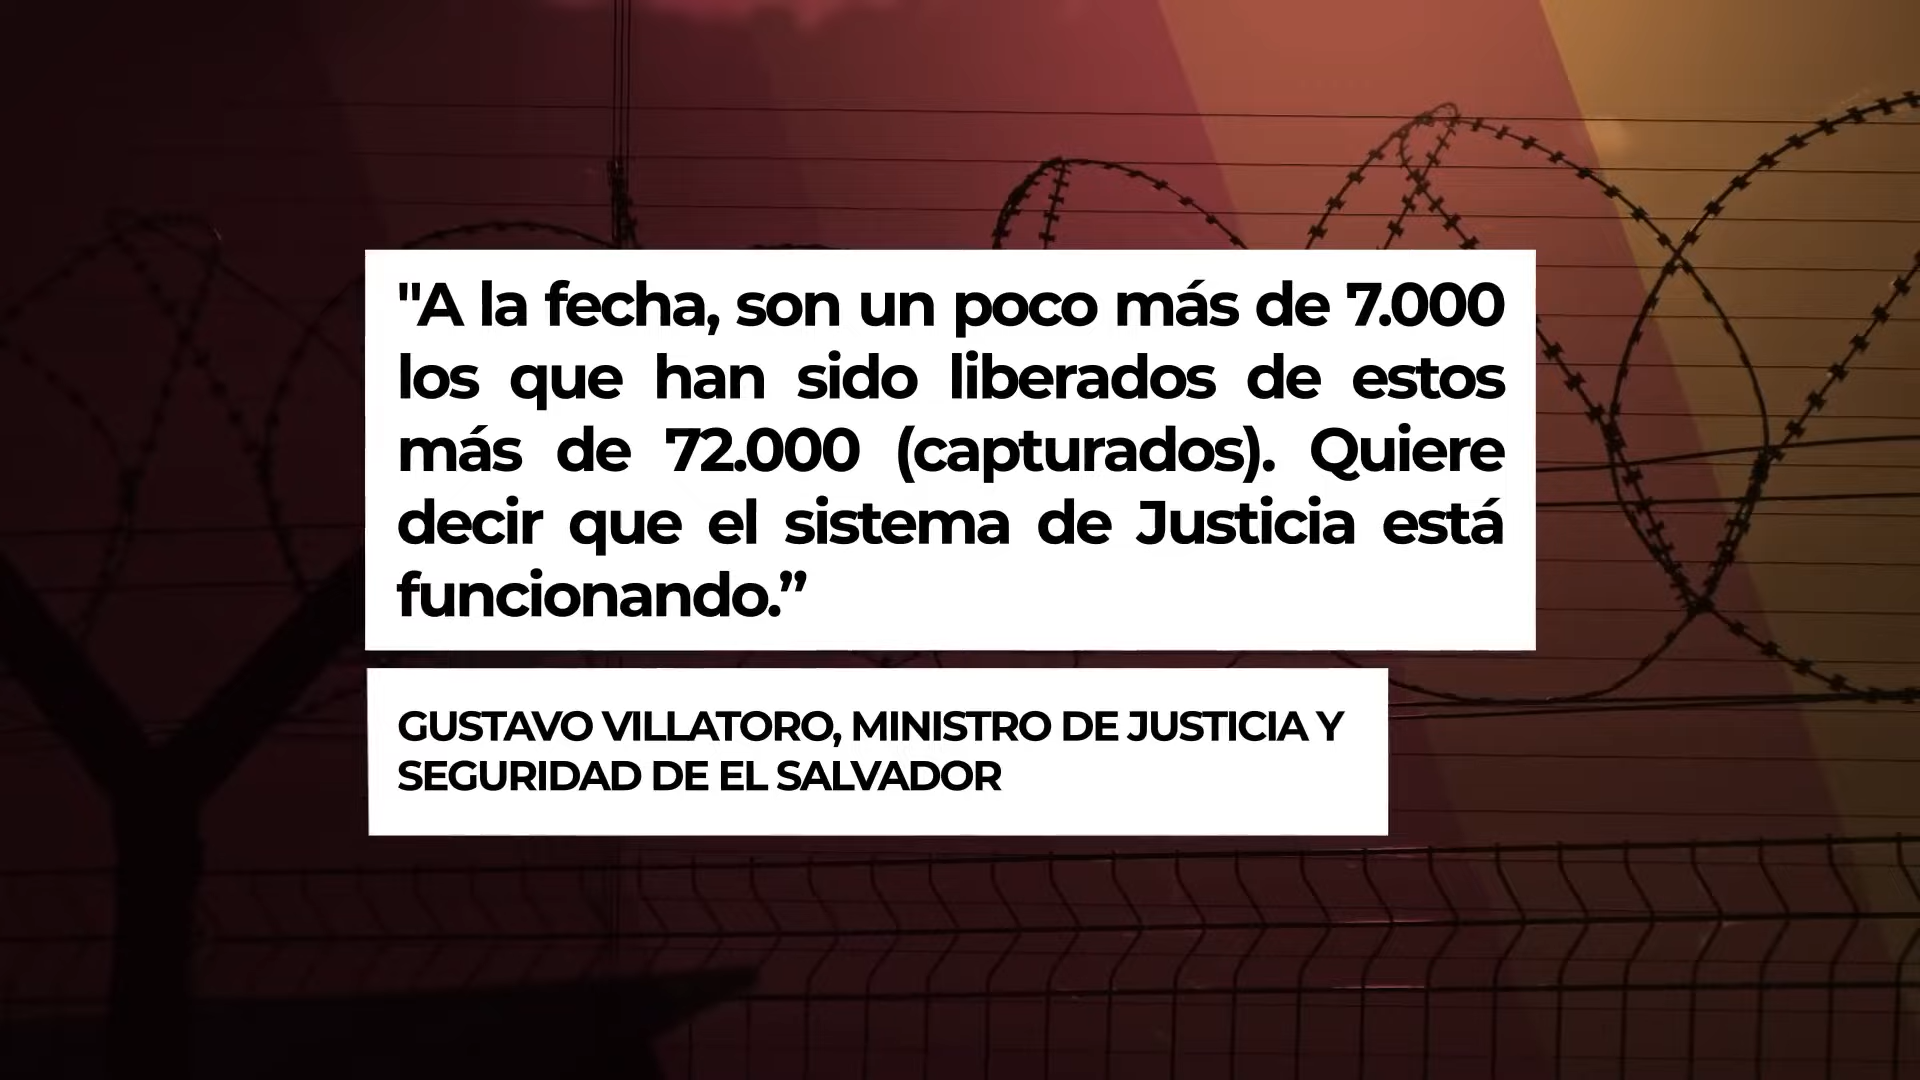 "A la fecha, son un poco más de 7.000
los que han sido liberados de estos
más de 72.000 (capturados). Quiere
decir que el sistema de Justicia está
funcionando.”
GUSTAVO VILLATORO, MINISTRO DE JUSTICIA Y
SEGURIDAD DE EL SALVADOR